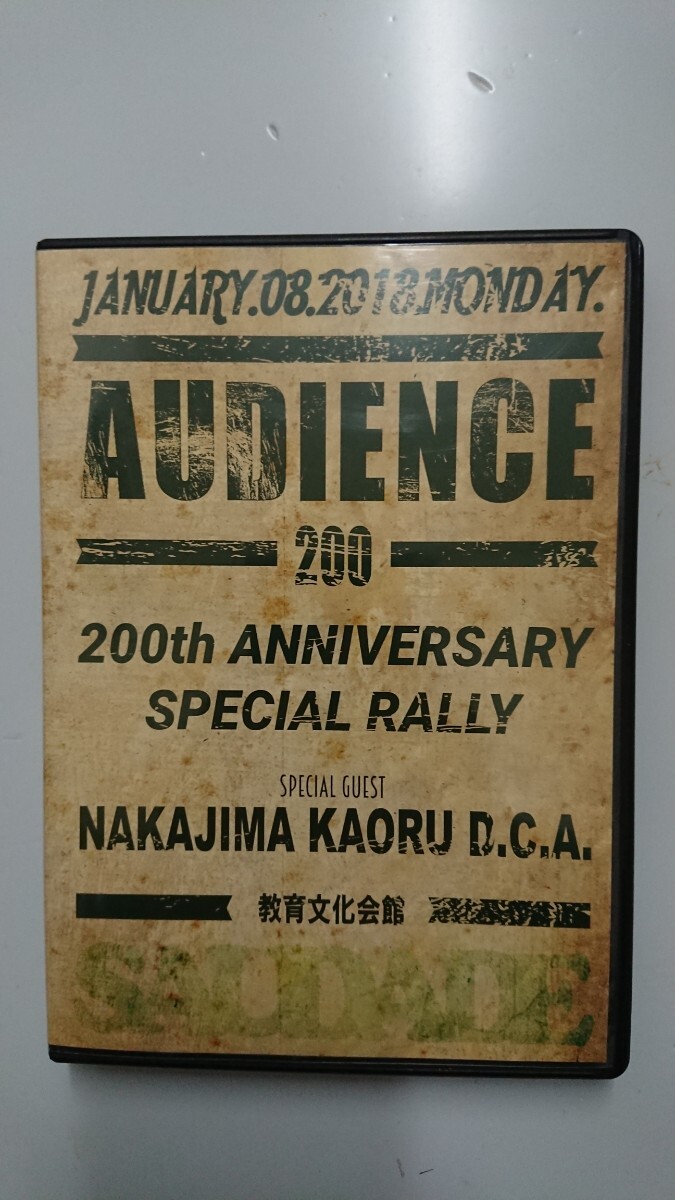 JANUARY.08.2018.MONDAY.
AUDIENCE
200
200th ANNIVERSARY
SPECIAL RALLY
SPECIAL GUEST
NAKAJIMA KAORU D.C.A.
教育文化会館
SAUDADE